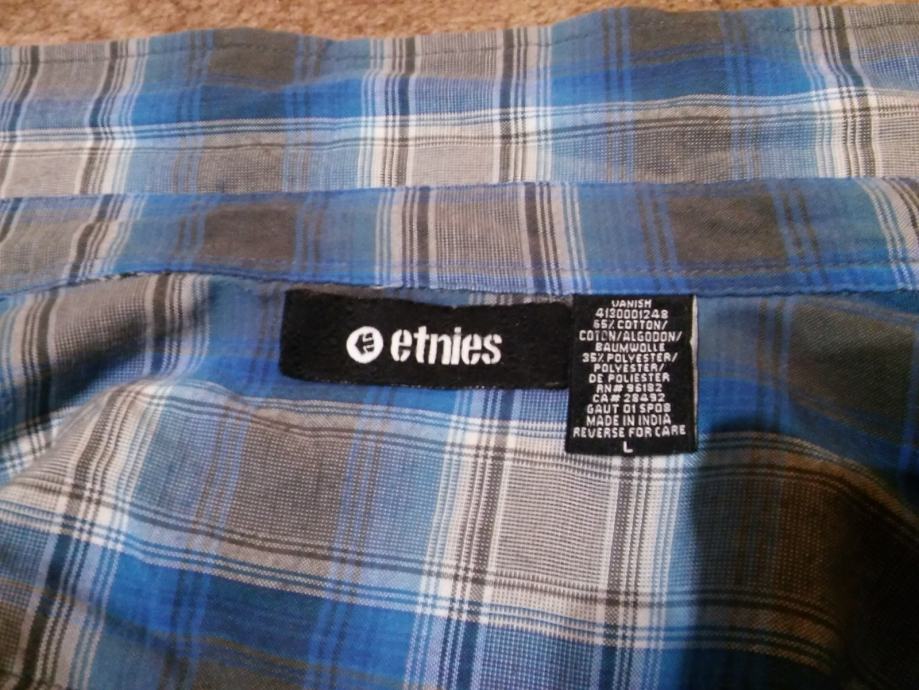 etnies
VANISH
4130001248
65% COTTON/
COTON/ALGODON/
BAUMWOLLE
35% POLYESTER/
POLYESTER/
DE POLIESTER
RN# 96182
CA# 28492
GAUT 01 SP08
MADE IN INDIA
REVERSE FOR CARE
L